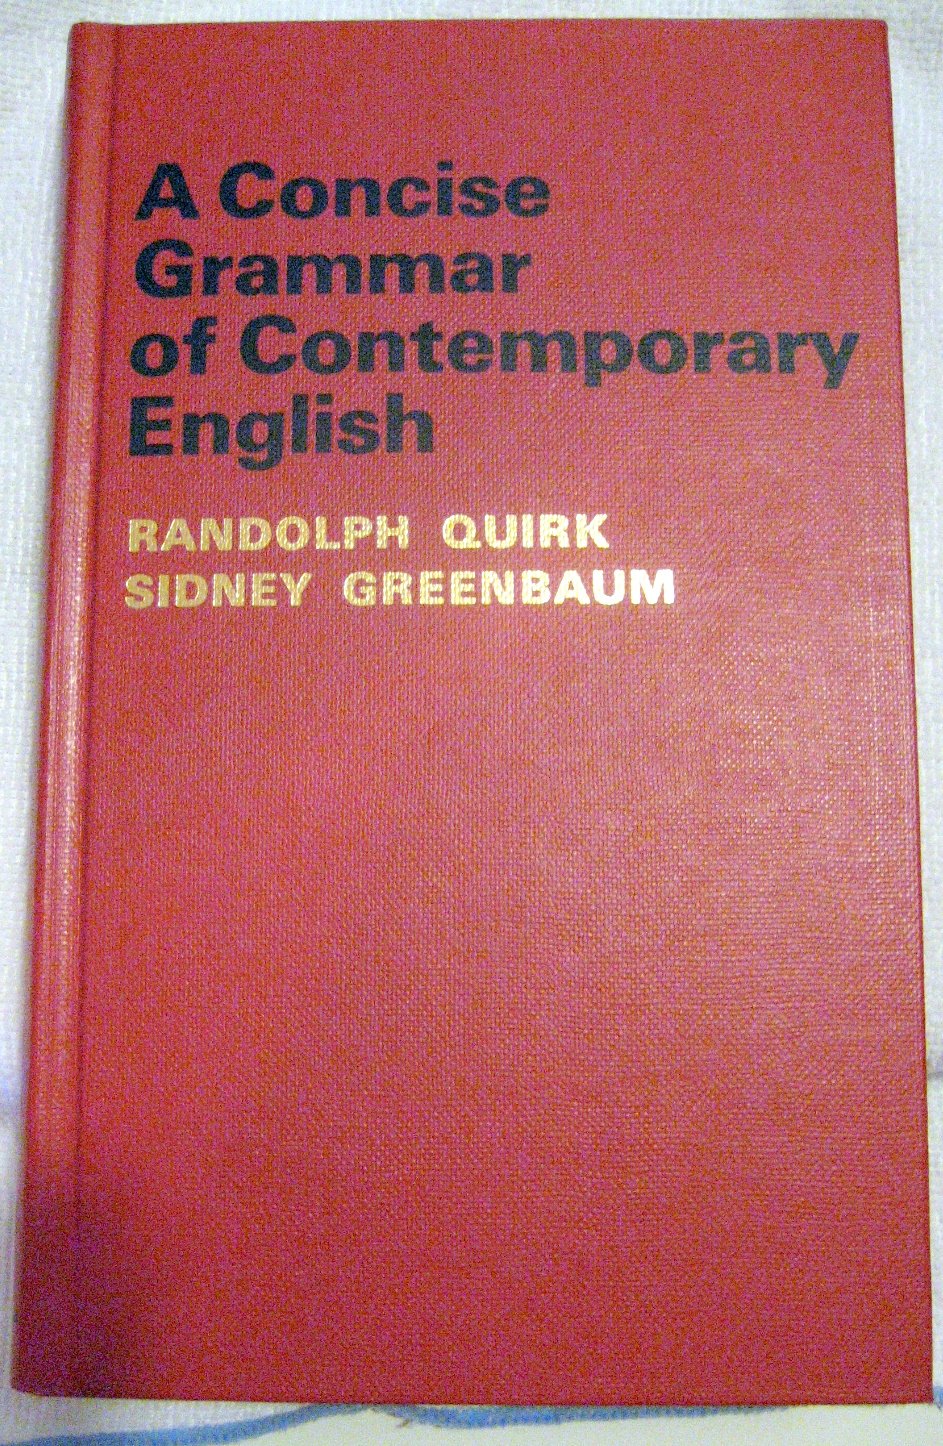 A Concise
Grammar
of Contemporary
English
RANDOLPH QUIRK
SIDNEY GREENBAUM